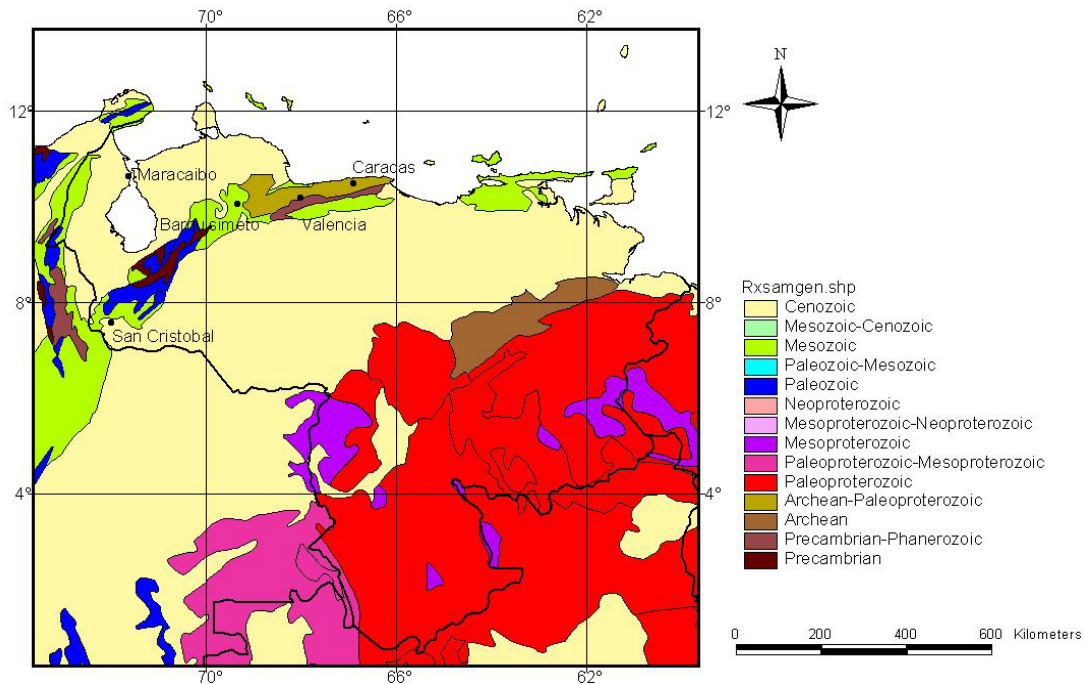 70° 66° 62°
N
12° 12°
Caracas
Maracaibo
Barquisimeto Valencia
8° 8°
San Cristobal
4° 4°
70° 66° 62°
Rxsamgen.shp
Cenozoic
Mesozoic-Cenozoic
Mesozoic
Paleozoic-Mesozoic
Paleozoic
Neoproterozoic
Mesoproterozoic-Neoproterozoic
Mesoproterozoic
Paleoproterozoic-Mesoproterozoic
Paleoproterozoic
Archean-Paleoproterozoic
Archean
Precambrian-Phanerozoic
Precambrian
0 200 400 600 Kilometers